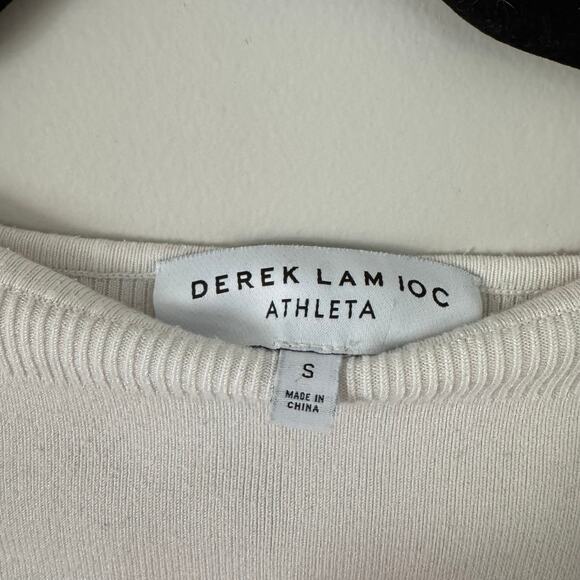 DEREK LAM 10C
ATHLETA
S
MADE IN
CHINA